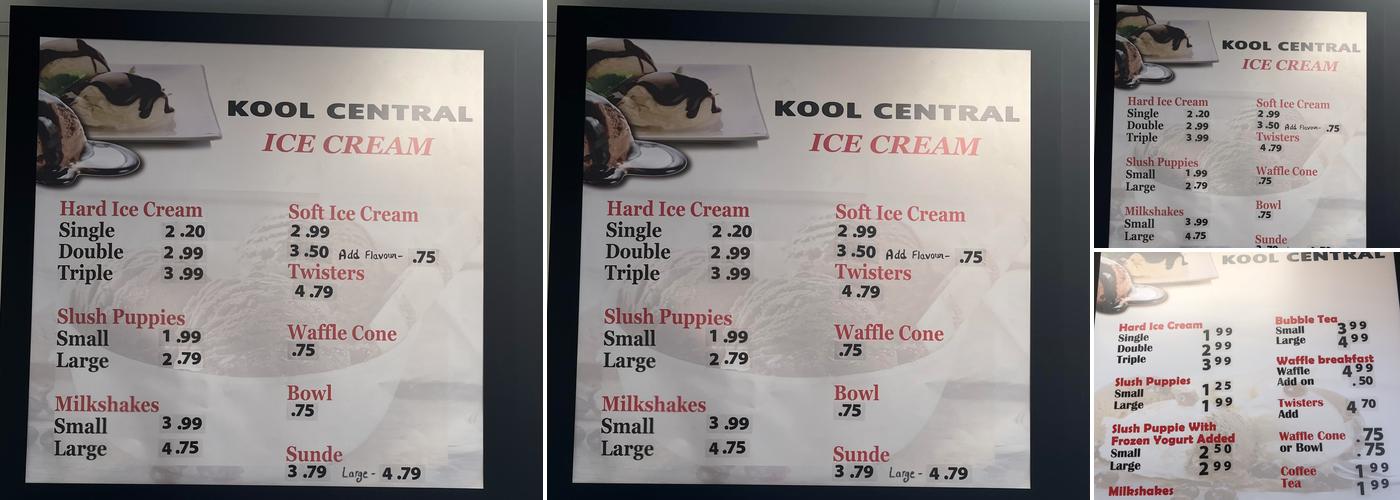 KOOL CENTRAL
ICE CREAM
Hard Ice Cream
Single 2.20
Double 2.99
Triple 3.99
Slush Puppies
Small 1.99
Large 2.79
Milkshakes
Small 3.99
Large 4.75
Soft Ice Cream
2.99
3.50 Add Flavour- .75
Twisters
4.79
Waffle Cone
.75
Bowl
.75
Sunde
3.79 Large - 4.79
KOOL CENTRAL
ICE CREAM
Hard Ice Cream
Single 2.20
Double 2.99
Triple 3.99
Slush Puppies
Small 1.99
Large 2.79
Milkshakes
Small 3.99
Large 4.75
Soft Ice Cream
2.99
3.50 Add Flavour- .75
Twisters
4.79
Waffle Cone
.75
Bowl
.75
Sunde
3.79 Large - 4.79
KOOL CENTRAL
ICE CREAM
Hard Ice Cream
Single 2.20
Double 2.99
Triple 3.99
Slush Puppies
Small 1.99
Large 2.79
Milkshakes
Small 3.99
Large 4.75
Soft Ice Cream
2.99
3.50 Add Flavour- .75
Twisters
4.79
Waffle Cone
.75
Bowl
.75
Sunde
KOOL CENTRAL
Hard Ice Cream
Single 1 99
Double 2 99
Triple 3 99
Slush Puppies
Small 1 25
Large 1 99
Slush Puppie With
Frozen Yogurt Added
Small 2 50
Large 2 99
Milkshakes
Bubble Tea
Small 3 99
Large 4 99
Waffle breakfast
Waffle 4 99
Add on .50
Twisters 4 70
Add
Waffle Cone .75
or Bowl .75
Coffee 1 99
Tea 1 99